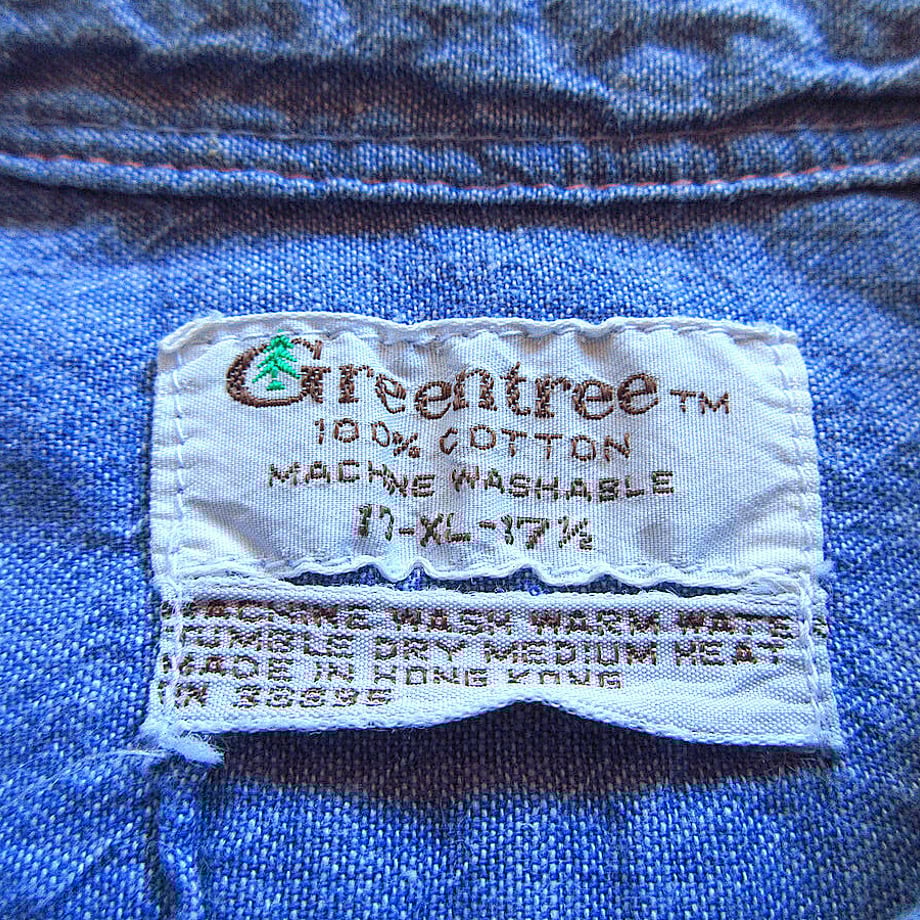 Greentree™
100% COTTON
MACHINE WASHABLE
17-XL-17½
MACHINE WASH WARM WATER
TUMBLE DRY MEDIUM HEAT
MADE IN HONG KONG
RN